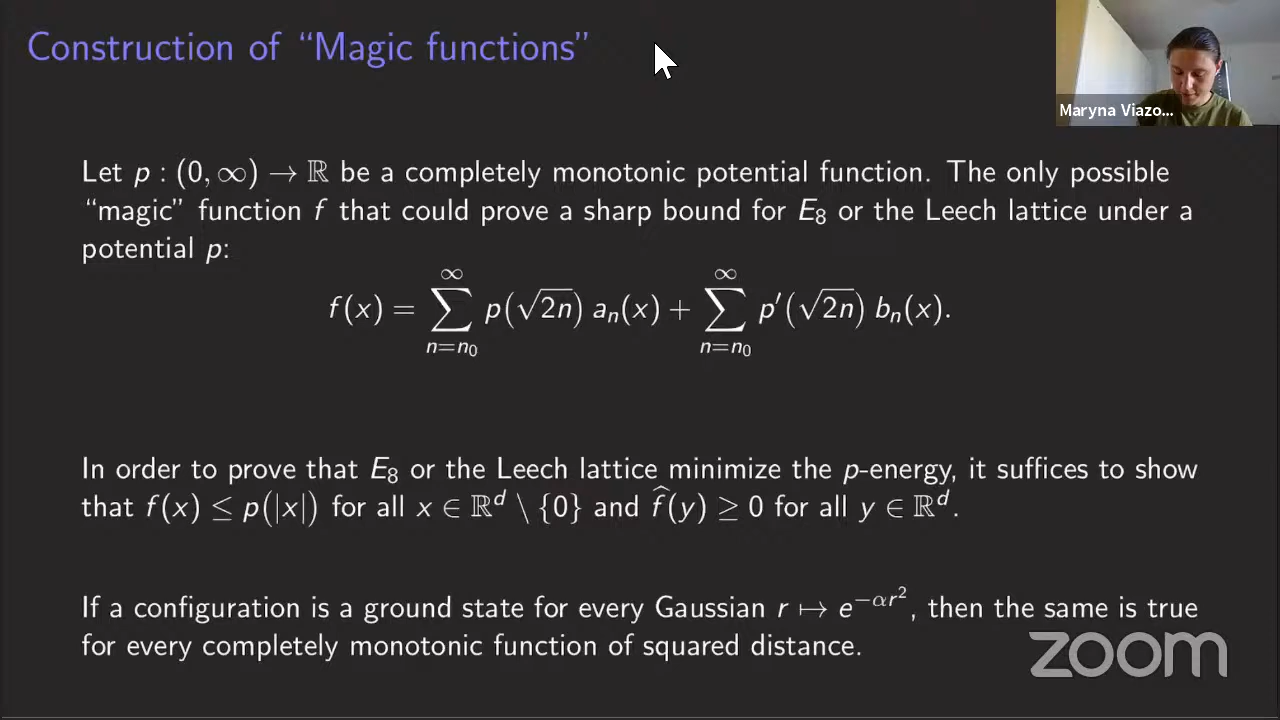 Construction of “Magic functions”
Maryna Viazo...
Let p : (0, ∞) → ℝ be a completely monotonic potential function. The only possible
“magic” function f that could prove a sharp bound for E₈ or the Leech lattice under a
potential p:
f(x) = ∑_{n=n₀}^{∞} p(√2n) aₙ(x) + ∑_{n=n₀}^{∞} p′(√2n) bₙ(x).
In order to prove that E₈ or the Leech lattice minimize the p-energy, it suffices to show
that f(x) ≤ p(|x|) for all x ∈ ℝᵈ \ {0} and f̂(y) ≥ 0 for all y ∈ ℝᵈ.
If a configuration is a ground state for every Gaussian r ↦ e^{−αr²}, then the same is true
for every completely monotonic function of squared distance.
zoom